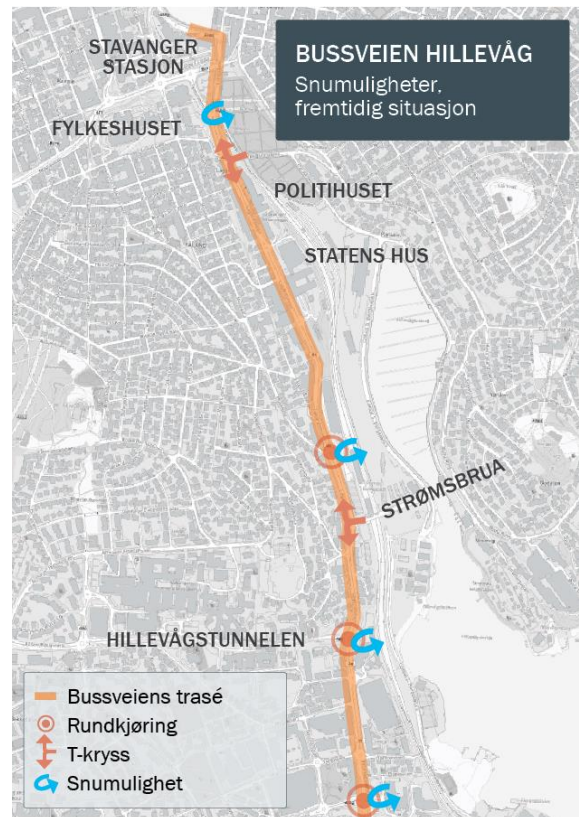 STAVANGER
STASJON
BUSSVEIEN HILLEVÅG
Snumuligheter,
fremtidig situasjon
FYLKESHUSET
POLITIHUSET
STATENS HUS
STRØMSBRUA
HILLEVÅGSTUNNELEN
Bussveiens trasé
Rundkjøring
T-kryss
Snumulighet